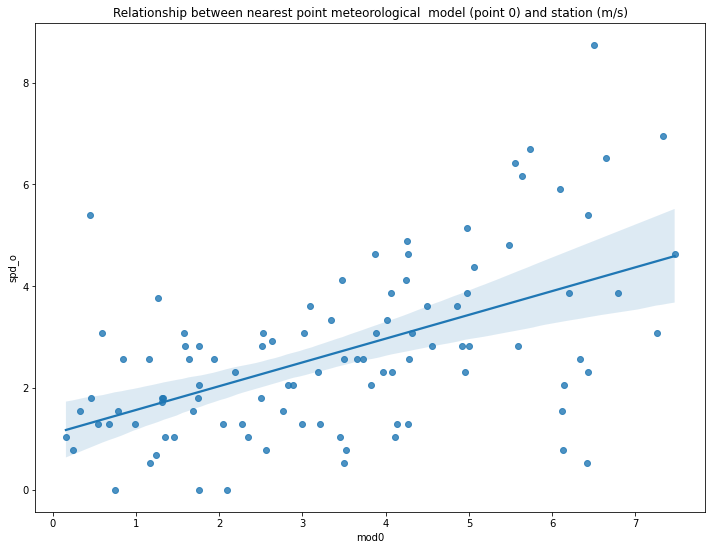 Relationship between nearest point meteorological  model (point 0) and station (m/s)
8
6
4
2
0
spd_o
0 1 2 3 4 5 6 7
mod0